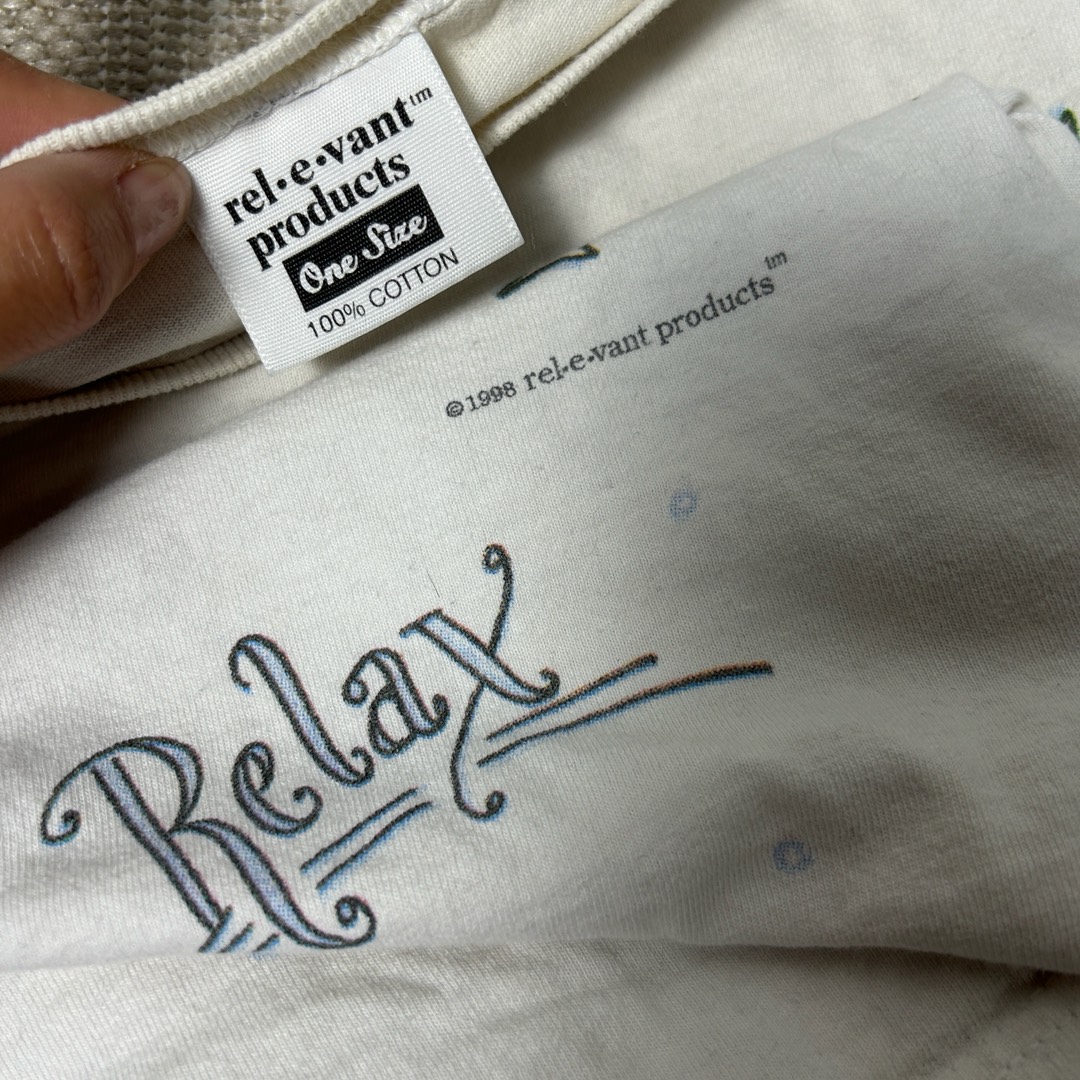 rel•e•vant™
products
One Size
100% COTTON
©1998 rel•e•vant products™
Relax